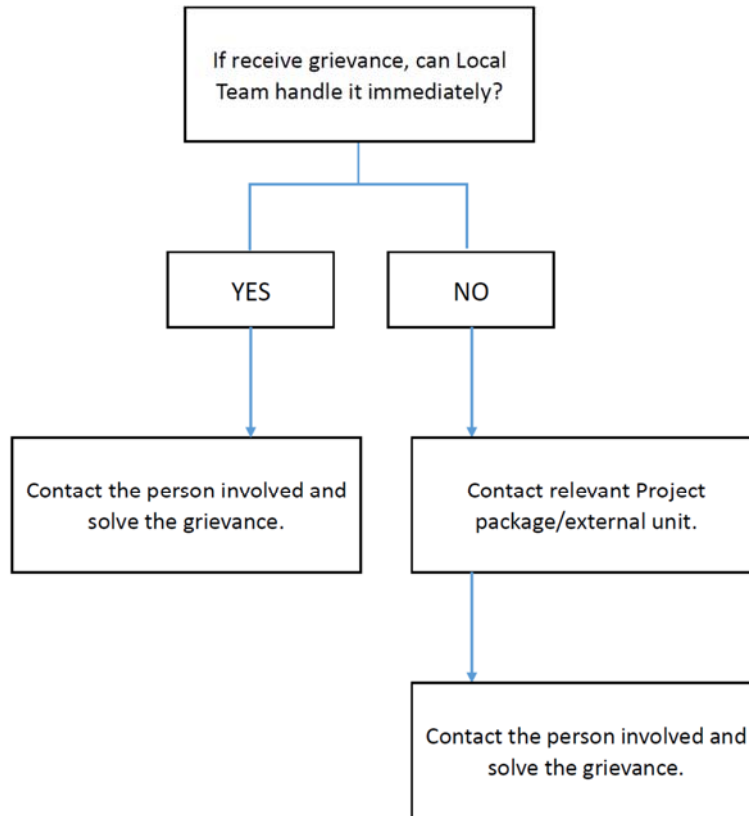 If receive grievance, can Local
Team handle it immediately?
YES
NO
Contact the person involved and
solve the grievance.
Contact relevant Project
package/external unit.
Contact the person involved and
solve the grievance.